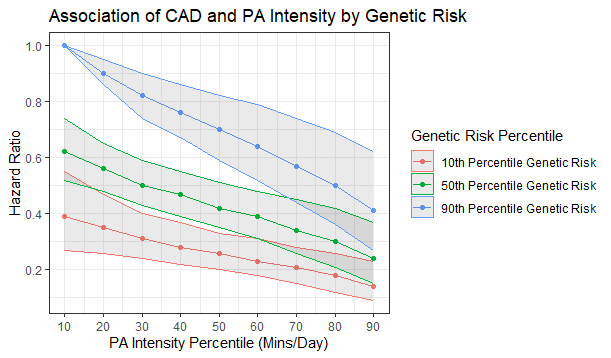 Association of CAD and PA Intensity by Genetic Risk
1.0
0.8
0.6
0.4
0.2
Hazzard Ratio
10 20 30 40 50 60 70 80 90
PA Intensity Percentile (Mins/Day)
Genetic Risk Percentile
10th Percentile Genetic Risk
50th Percentile Genetic Risk
90th Percentile Genetic Risk